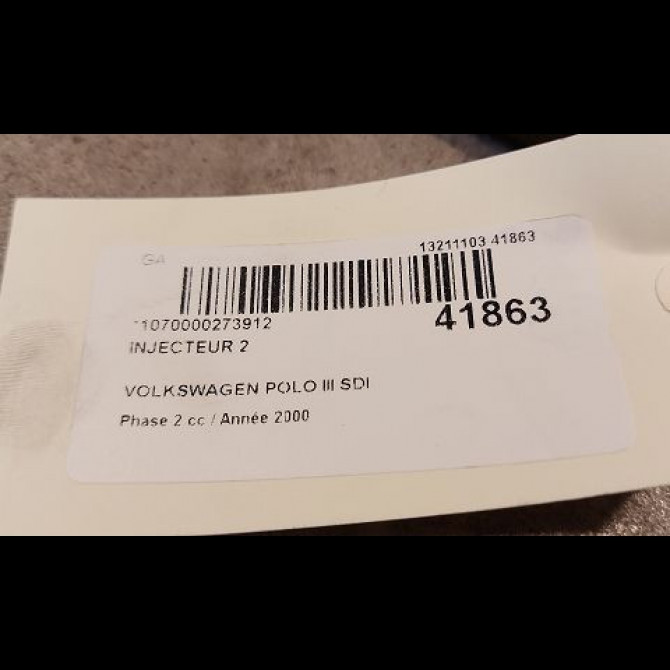 GA
13211103 41863
*1070000273912
41863
INJECTEUR 2
VOLKSWAGEN POLO III SDI
Phase 2 cc / Année 2000